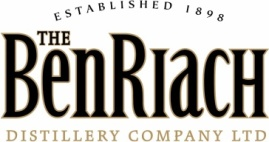 ESTABLISHED 1898
THE
BENRIACH
DISTILLERY COMPANY LTD